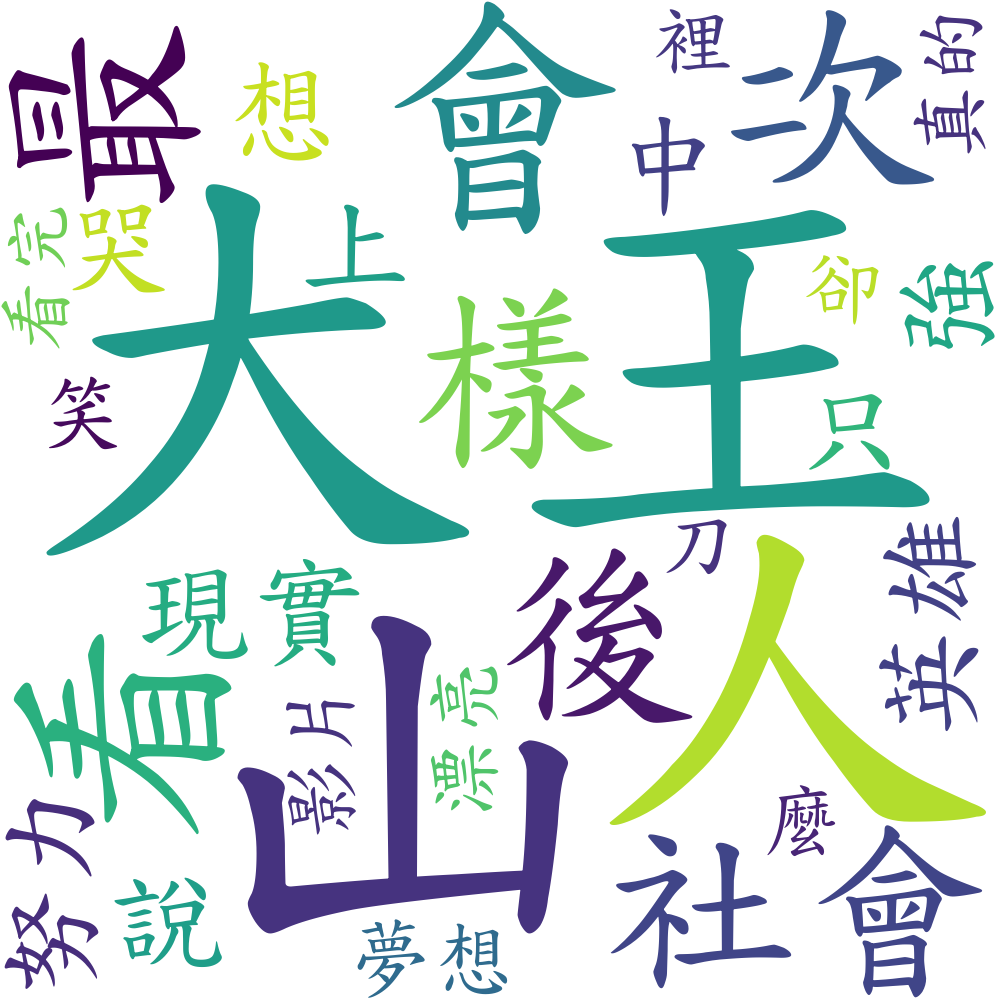 最
想
會
裡
次
真的
中
看完
哭
上
大
王
樣
卻
強
笑
只
刀
人
後
英雄
現實
看
山
影片
漂亮
努力
說
夢想
麼
社會